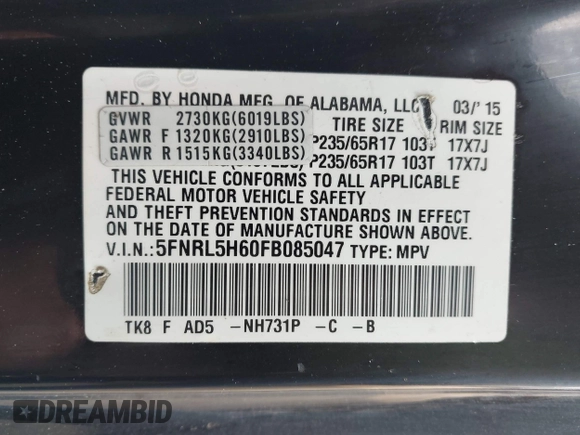 MFD. BY HONDA MFG. OF ALABAMA, LLC 03/'15
TIRE SIZE RIM SIZE
GVWR 2730KG(6019LBS)
GAWR F 1320KG(2910LBS) P235/65R17 103T 17X7J
GAWR R 1515KG(3340LBS) P235/65R17 103T 17X7J
THIS VEHICLE CONFORMS TO ALL APPLICABLE
FEDERAL MOTOR VEHICLE SAFETY
AND THEFT PREVENTION STANDARDS IN EFFECT
ON THE DATE OF MANUFACTURE SHOWN ABOVE.
V.I.N.: 5FNRL5H60FB085047 TYPE: MPV
TK8 F AD5 -NH731P -C -B
DREAMBID